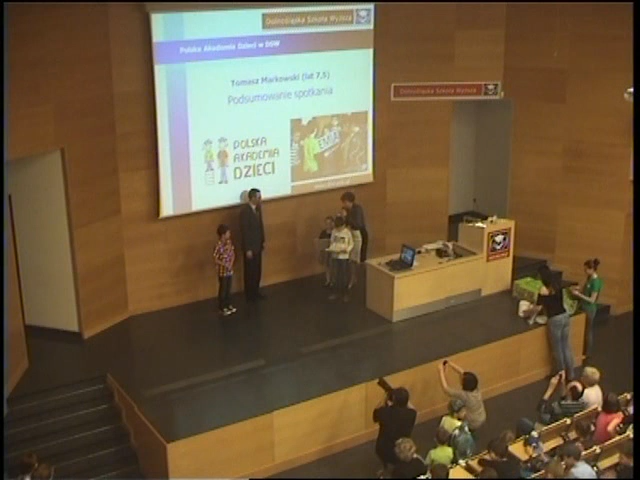 Dolnośląska Szkoła Wyższa
Polska Akademia Dzieci w DSW
Tomasz Markowski (lat 7,5)
Podsumowanie spotkania
POLSKA
AKADEMIA
DZIECI
Dolnośląska Szkoła Wyższa